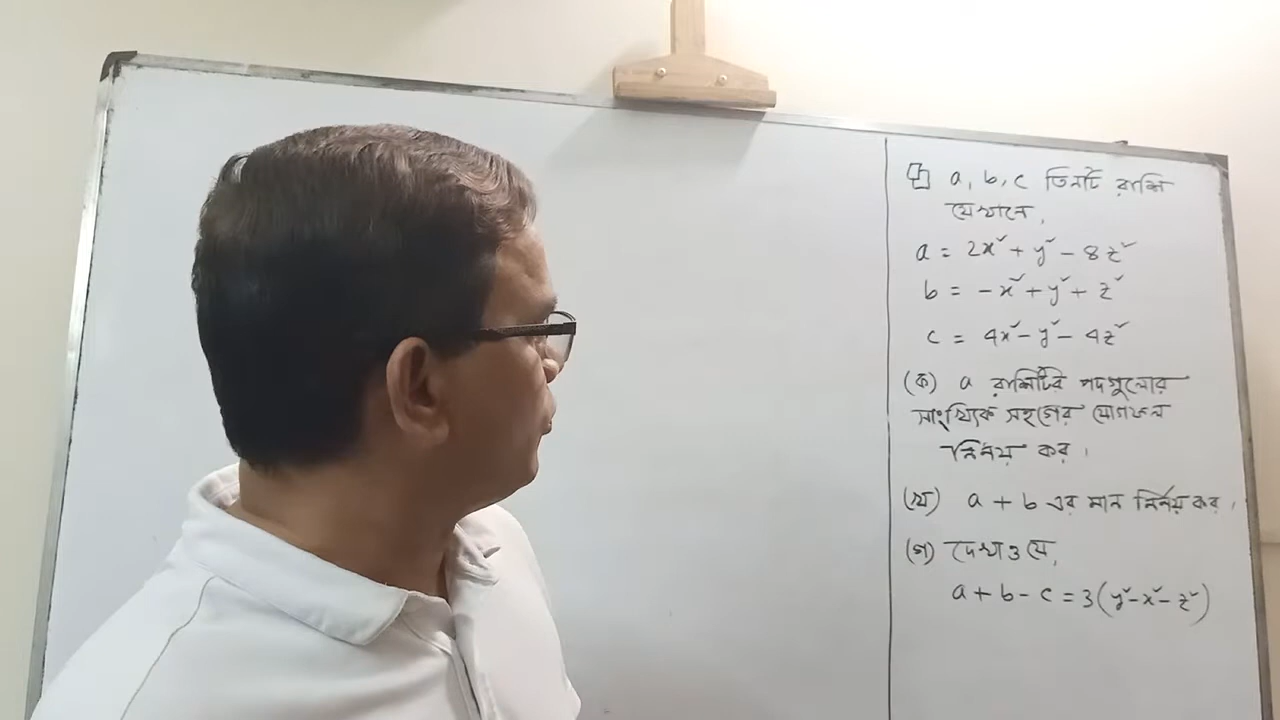 a, b, c তিনটি রাশি
যেখানে,
a = 2x² + y² - 8z²
b = -x² + y² + z²
c = 4x² - y² - 4z²
(ক) a রাশিটির পদগুলোর
সাংখ্যিক সহগের যোগফল
নির্ণয় কর।
(খ) a + b এর মান নির্ণয় কর।
(গ) দেখাও যে,
a + b - c = 3(y² - x² - z²)